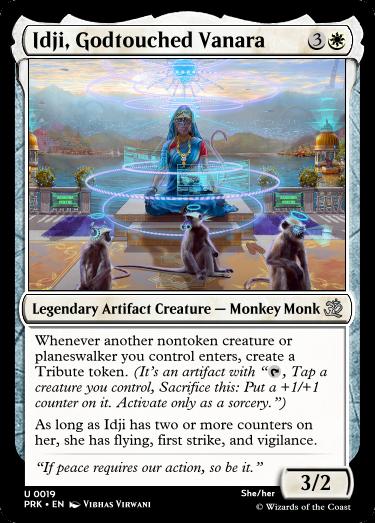 Idji, Godtouched Vanara 3
Legendary Artifact Creature — Monkey Monk
Whenever another nontoken creature or
planeswalker you control enters, create a
Tribute token. (It's an artifact with “, Tap a
creature you control, Sacrifice this: Put a +1/+1
counter on it. Activate only as a sorcery.”)
As long as Idji has two or more counters on
her, she has flying, first strike, and vigilance.
“If peace requires our action, so be it.”
3/2
U 0019
PRK • EN Vibhas Virwani
She/her
© Wizards of the Coast